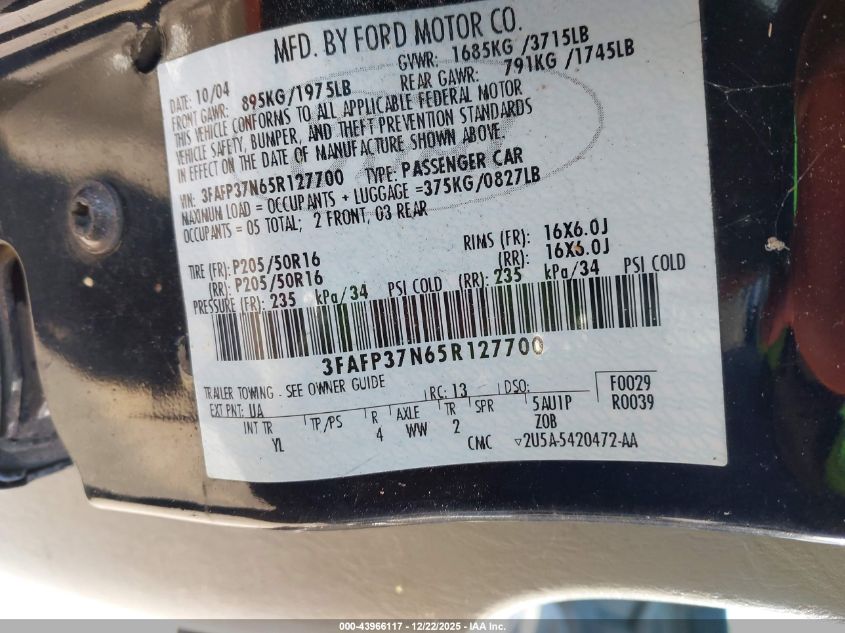 MFD. BY FORD MOTOR CO.
DATE: 10/04 GVWR: 1685KG /3715LB
FRONT GAWR: 895KG/1975LB REAR GAWR: 791KG /1745LB
THIS VEHICLE CONFORMS TO ALL APPLICABLE FEDERAL MOTOR
VEHICLE SAFETY, BUMPER, AND THEFT PREVENTION STANDARDS
IN EFFECT ON THE DATE OF MANUFACTURE SHOWN ABOVE.
VIN: 3FAFP37N65R127700 TYPE: PASSENGER CAR
MAXIMUM LOAD = OCCUPANTS + LUGGAGE =375KG/0827LB
OCCUPANTS = 05 TOTAL; 2 FRONT, 03 REAR
TIRE (FR): P205/50R16 RIMS (FR): 16X6.0J
(RR): P205/50R16 (RR): 16X6.0J
PRESSURE (FR): 235 kPa/34 PSI COLD (RR): 235 kPa/34 PSI COLD
3FAFP37N65R127700
TRAILER TOWING - SEE OWNER GUIDE
EXT PNT: UA RC: 13 DSO: F0029
R0039
INT TR TP/PS R AXLE TR SPR 5AU1P
YL 4 WW 2 Z0B
CMC ▽2U5A-5420472-AA
000-43966117 - 12/22/2025 - IAA Inc.